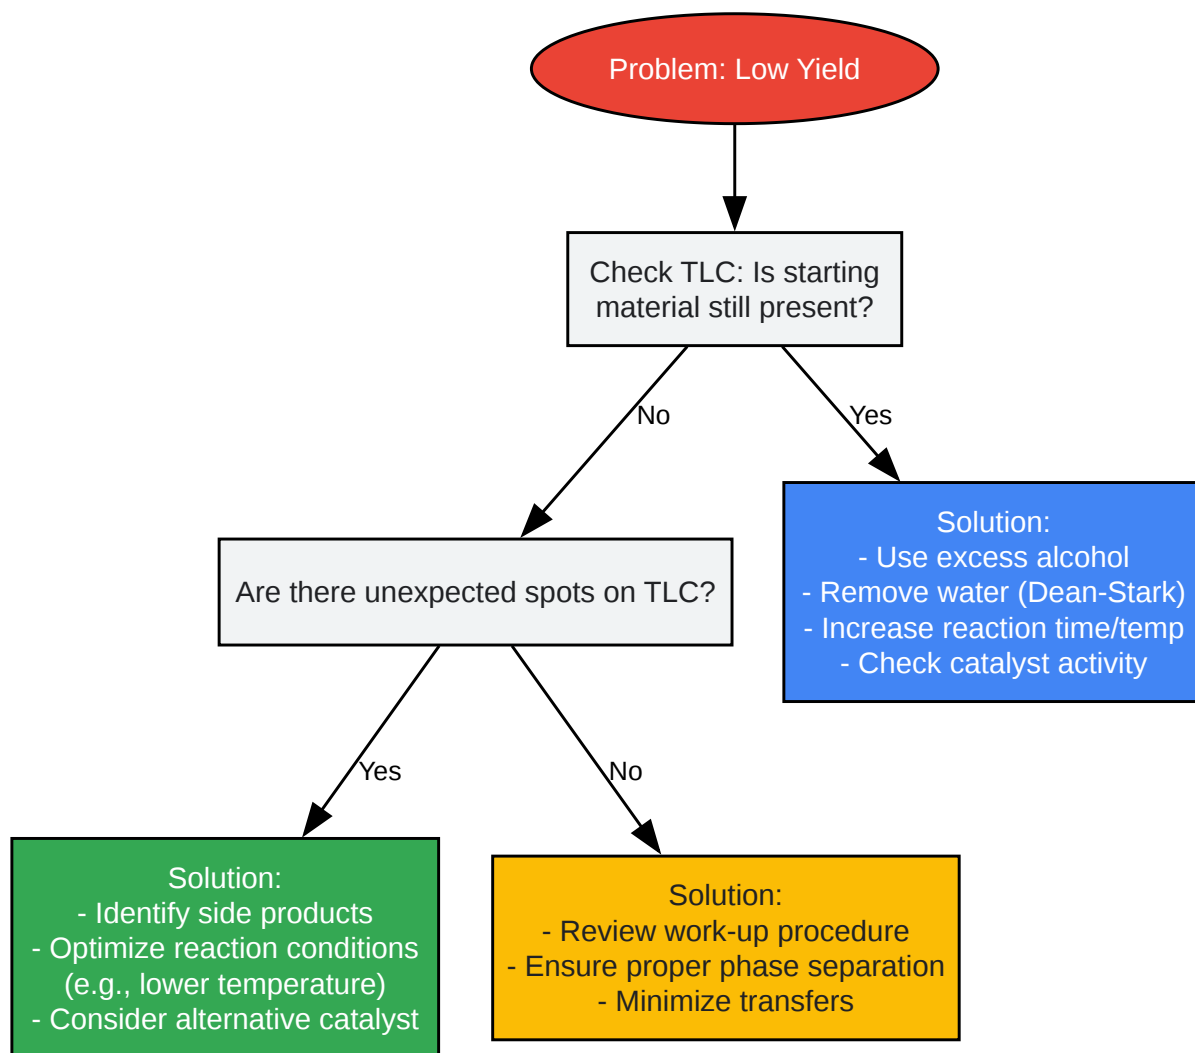 Problem: Low Yield
Check TLC: Is starting
material still present?
No
Yes
Solution:
- Use excess alcohol
- Remove water (Dean-Stark)
- Increase reaction time/temp
- Check catalyst activity
Are there unexpected spots on TLC?
Yes
No
Solution:
- Identify side products
- Optimize reaction conditions
(e.g., lower temperature)
- Consider alternative catalyst
Solution:
- Review work-up procedure
- Ensure proper phase separation
- Minimize transfers